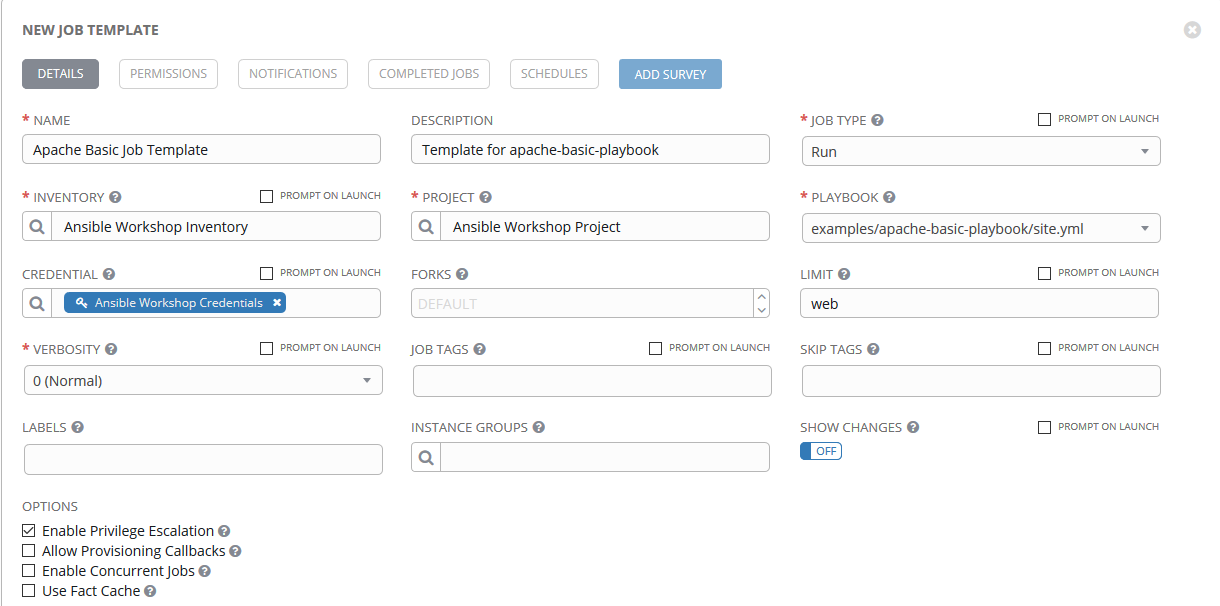 NEW JOB TEMPLATE
DETAILS PERMISSIONS NOTIFICATIONS COMPLETED JOBS SCHEDULES ADD SURVEY
* NAME DESCRIPTION * JOB TYPE ? PROMPT ON LAUNCH
Apache Basic Job Template Template for apache-basic-playbook Run
* INVENTORY ? PROMPT ON LAUNCH * PROJECT ? * PLAYBOOK ?
Ansible Workshop Inventory Ansible Workshop Project examples/apache-basic-playbook/site.yml
CREDENTIAL ? PROMPT ON LAUNCH FORKS ? LIMIT ? PROMPT ON LAUNCH
Ansible Workshop Credentials × DEFAULT web
* VERBOSITY ? PROMPT ON LAUNCH JOB TAGS ? PROMPT ON LAUNCH SKIP TAGS ? PROMPT ON LAUNCH
0 (Normal)
LABELS ? INSTANCE GROUPS ? SHOW CHANGES ? PROMPT ON LAUNCH
OFF
OPTIONS
Enable Privilege Escalation ?
Allow Provisioning Callbacks ?
Enable Concurrent Jobs ?
Use Fact Cache ?